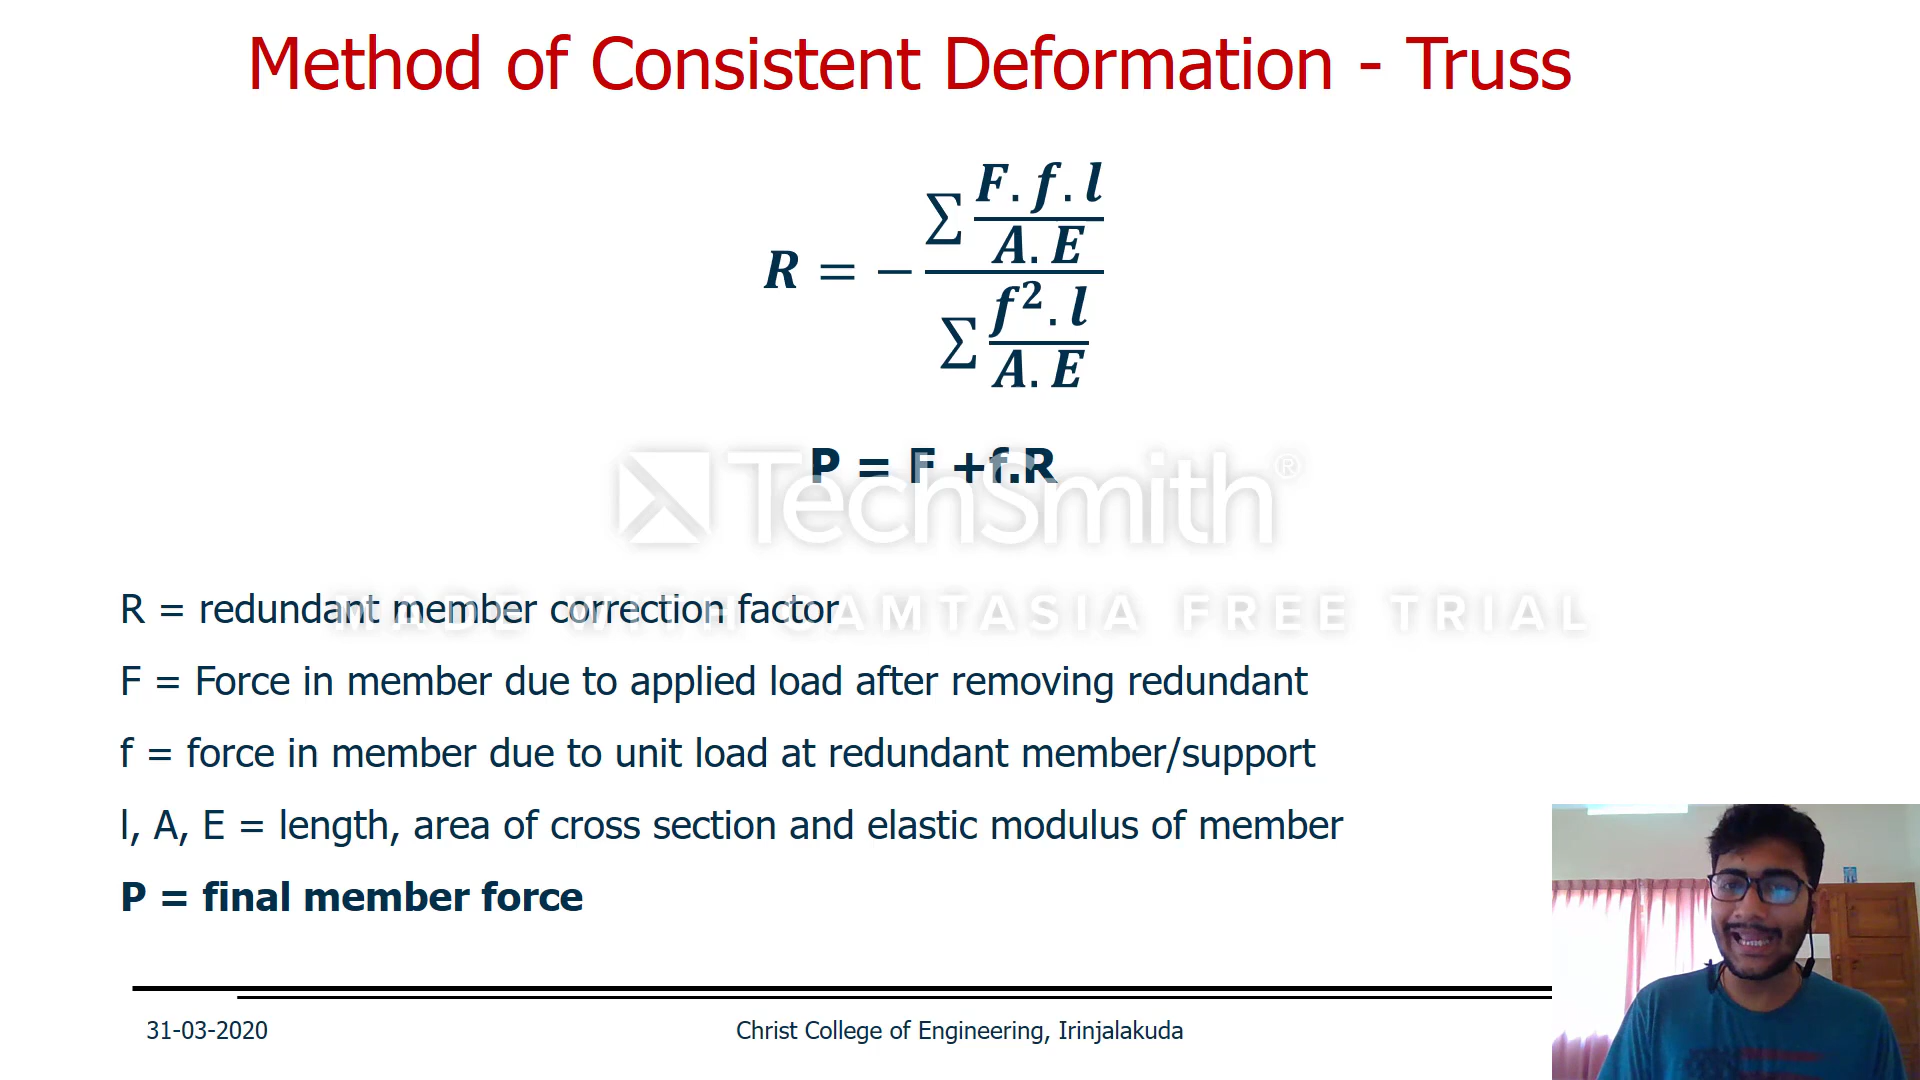 Method of Consistent Deformation - Truss
R = - ∑ F.f.l / A.E / ∑ f².l / A.E
P = F +f.R
TechSmith®
MADE WITH CAMTASIA FREE TRIAL
R = redundant member correction factor
F = Force in member due to applied load after removing redundant
f = force in member due to unit load at redundant member/support
l, A, E = length, area of cross section and elastic modulus of member
P = final member force
31-03-2020
Christ College of Engineering, Irinjalakuda